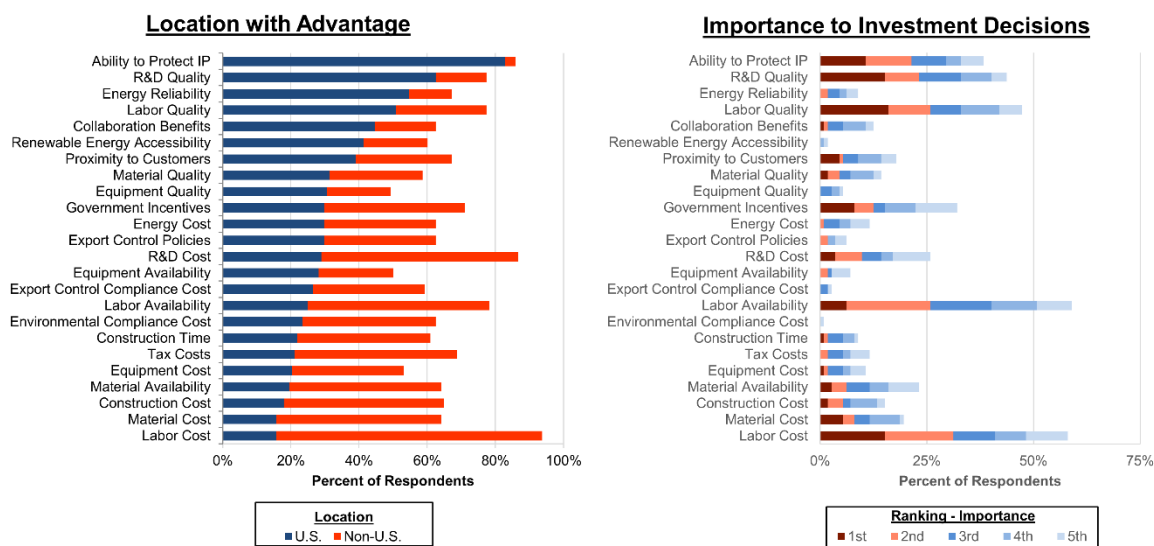 Location with Advantage
Ability to Protect IP
R&D Quality
Energy Reliability
Labor Quality
Collaboration Benefits
Renewable Energy Accessibility
Proximity to Customers
Material Quality
Equipment Quality
Government Incentives
Energy Cost
Export Control Policies
R&D Cost
Equipment Availability
Export Control Compliance Cost
Labor Availability
Environmental Compliance Cost
Construction Time
Tax Costs
Equipment Cost
Material Availability
Construction Cost
Material Cost
Labor Cost
0% 20% 40% 60% 80% 100%
Percent of Respondents
Location
U.S. Non-U.S.
Importance to Investment Decisions
Ability to Protect IP
R&D Quality
Energy Reliability
Labor Quality
Collaboration Benefits
Renewable Energy Accessibility
Proximity to Customers
Material Quality
Equipment Quality
Government Incentives
Energy Cost
Export Control Policies
R&D Cost
Equipment Availability
Export Control Compliance Cost
Labor Availability
Environmental Compliance Cost
Construction Time
Tax Costs
Equipment Cost
Material Availability
Construction Cost
Material Cost
Labor Cost
0% 25% 50% 75%
Percent of Respondents
Ranking - Importance
1st 2nd 3rd 4th 5th